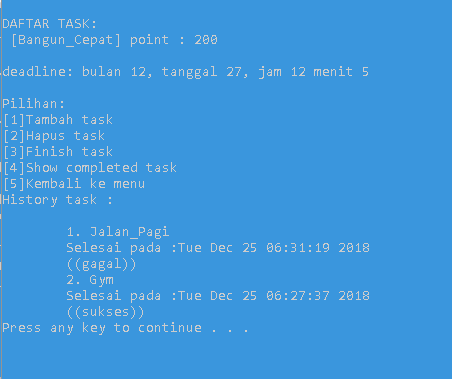 DAFTAR TASK:
[Bangun_Cepat] point : 200
deadline: bulan 12, tanggal 27, jam 12 menit 5
Pilihan:
[1]Tambah task
[2]Hapus task
[3]Finish task
[4]Show completed task
[5]Kembali ke menu
History task :
1. Jalan_Pagi
Selesai pada :Tue Dec 25 06:31:19 2018
((gagal))
2. Gym
Selesai pada :Tue Dec 25 06:27:37 2018
((sukses))
Press any key to continue . . .